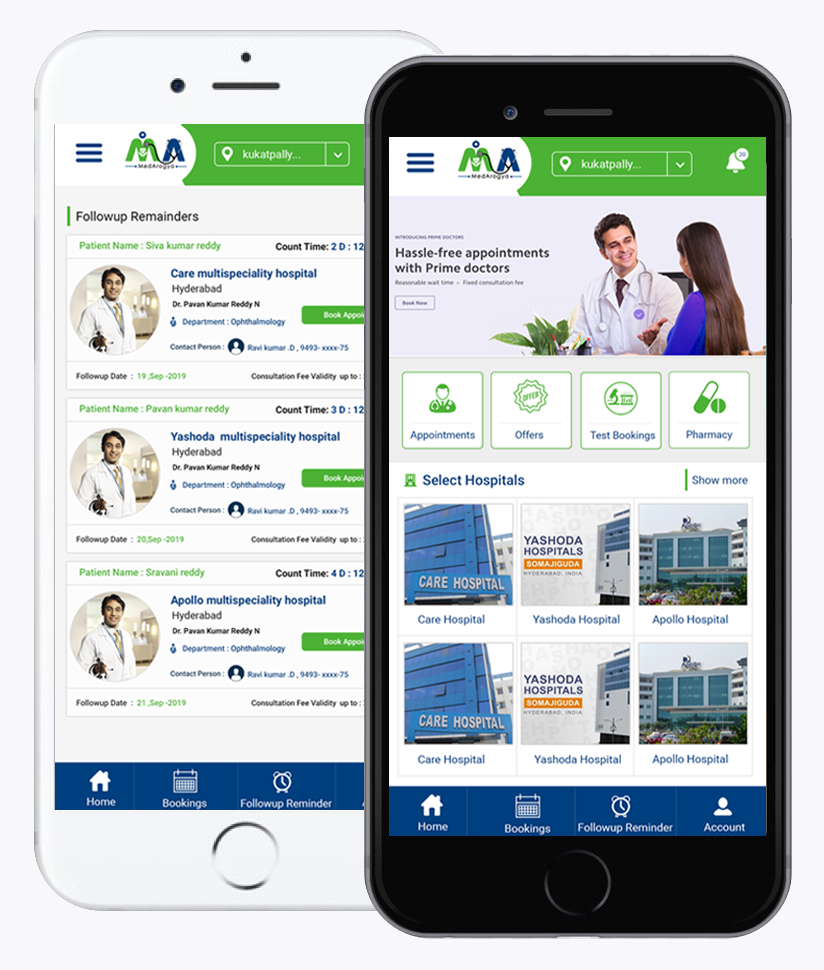 MedArogya
kukatpally...
Followup Remainders
Patient Name : Siva kumar reddy
Count Time: 2 D : 12
Care multispeciality hospital
Hyderabad
Dr. Pavan Kumar Reddy N
Department : Ophthalmology
Book Appoi
Contact Person :
Ravi kumar .D , 9493- xxxx-75
Followup Date : 19 ,Sep -2019
Consultation Fee Validity up to :
Patient Name : Pavan kumar reddy
Count Time: 3 D : 12
Yashoda multispeciality hospital
Hyderabad
Dr. Pavan Kumar Reddy N
Department : Ophthalmology
Book Appoi
Contact Person :
Ravi kumar .D , 9493- xxxx-75
Followup Date : 20,Sep -2019
Consultation Fee Validity up to :
Patient Name : Sravani reddy
Count Time: 4 D : 12
Apollo multispeciality hospital
Hyderabad
Dr. Pavan Kumar Reddy N
Department : Ophthalmology
Book Appoi
Contact Person :
Ravi kumar .D , 9493- xxxx-75
Followup Date : 21 ,Sep -2019
Consultation Fee Validity up to :
Home
Bookings
Followup Reminder
MedArogya
kukatpally...
INTRODUCING PRIME DOCTORS
Hassle-free appointments
with Prime doctors
Reasonable wait time • Fixed consultation fee
Book Now
OFFER
Appointments
Offers
Test Bookings
Pharmacy
Select Hospitals
Show more
CARE HOSPITAL
YASHODA
HOSPITALS
SOMAJIGUDA
HYDERABAD, INDIA
Care Hospital
Yashoda Hospital
Apollo Hospital
CARE HOSPITAL
YASHODA
HOSPITALS
SOMAJIGUDA
HYDERABAD, INDIA
Care Hospital
Yashoda Hospital
Apollo Hospital
Home
Bookings
Followup Reminder
Account